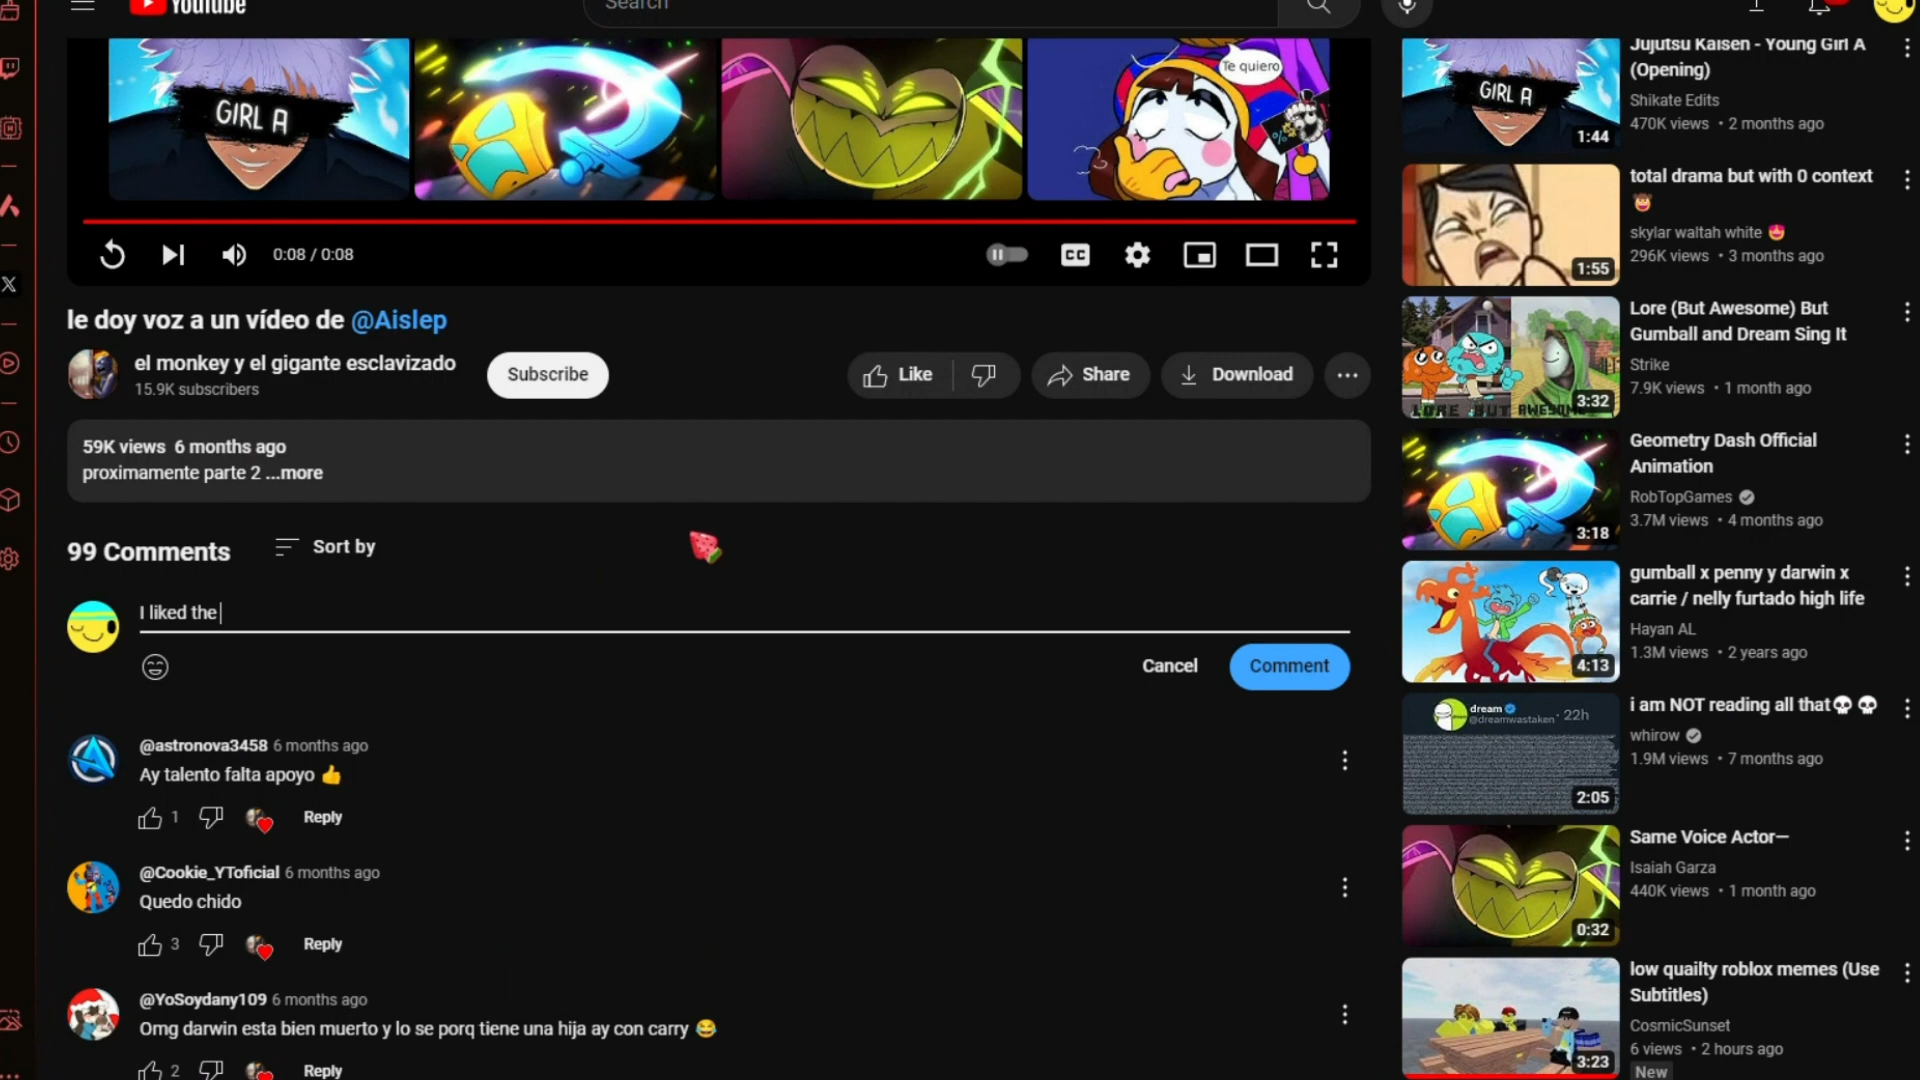 YouTube
Search
GIRL A
Te quiero
0:08 / 0:08
CC
le doy voz a un vídeo de @Aislep
el monkey y el gigante esclavizado
15.9K subscribers
Subscribe
Like
Share
Download
59K views 6 months ago
proximamente parte 2 ...more
99 Comments
Sort by
I liked the
Cancel
Comment
@astronova3458 6 months ago
Ay talento falta apoyo 👍
1
Reply
@Cookie_YToficial 6 months ago
Quedo chido
3
Reply
@YoSoydany109 6 months ago
Omg darwin esta bien muerto y lo se porq tiene una hija ay con carry 😂
2
Reply
GIRL A
1:44
Jujutsu Kaisen - Young Girl A
(Opening)
Shikate Edits
470K views • 2 months ago
1:55
total drama but with 0 context
skylar waltah white 😍
296K views • 3 months ago
LORE BUT AWESOME
3:32
Lore (But Awesome) But
Gumball and Dream Sing It
Strike
7.9K views • 1 month ago
3:18
Geometry Dash Official
Animation
RobTopGames
3.7M views • 4 months ago
4:13
gumball x penny y darwin x
carrie / nelly furtado high life
Hayan AL
1.3M views • 2 years ago
dream
@dreamwastaken · 22h
2:05
i am NOT reading all that💀💀
whirow
1.9M views • 7 months ago
0:32
Same Voice Actor—
Isaiah Garza
440K views • 1 month ago
3:23
low quailty roblox memes (Use
Subtitles)
CosmicSunset
6 views • 2 hours ago
New